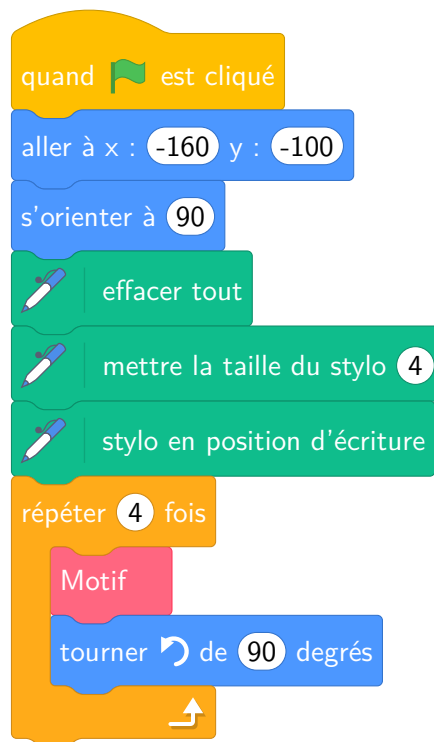 quand est cliqué
aller à x : -160 y : -100
s'orienter à 90
effacer tout
mettre la taille du stylo 4
stylo en position d'écriture
répéter 4 fois
Motif
tourner de 90 degrés